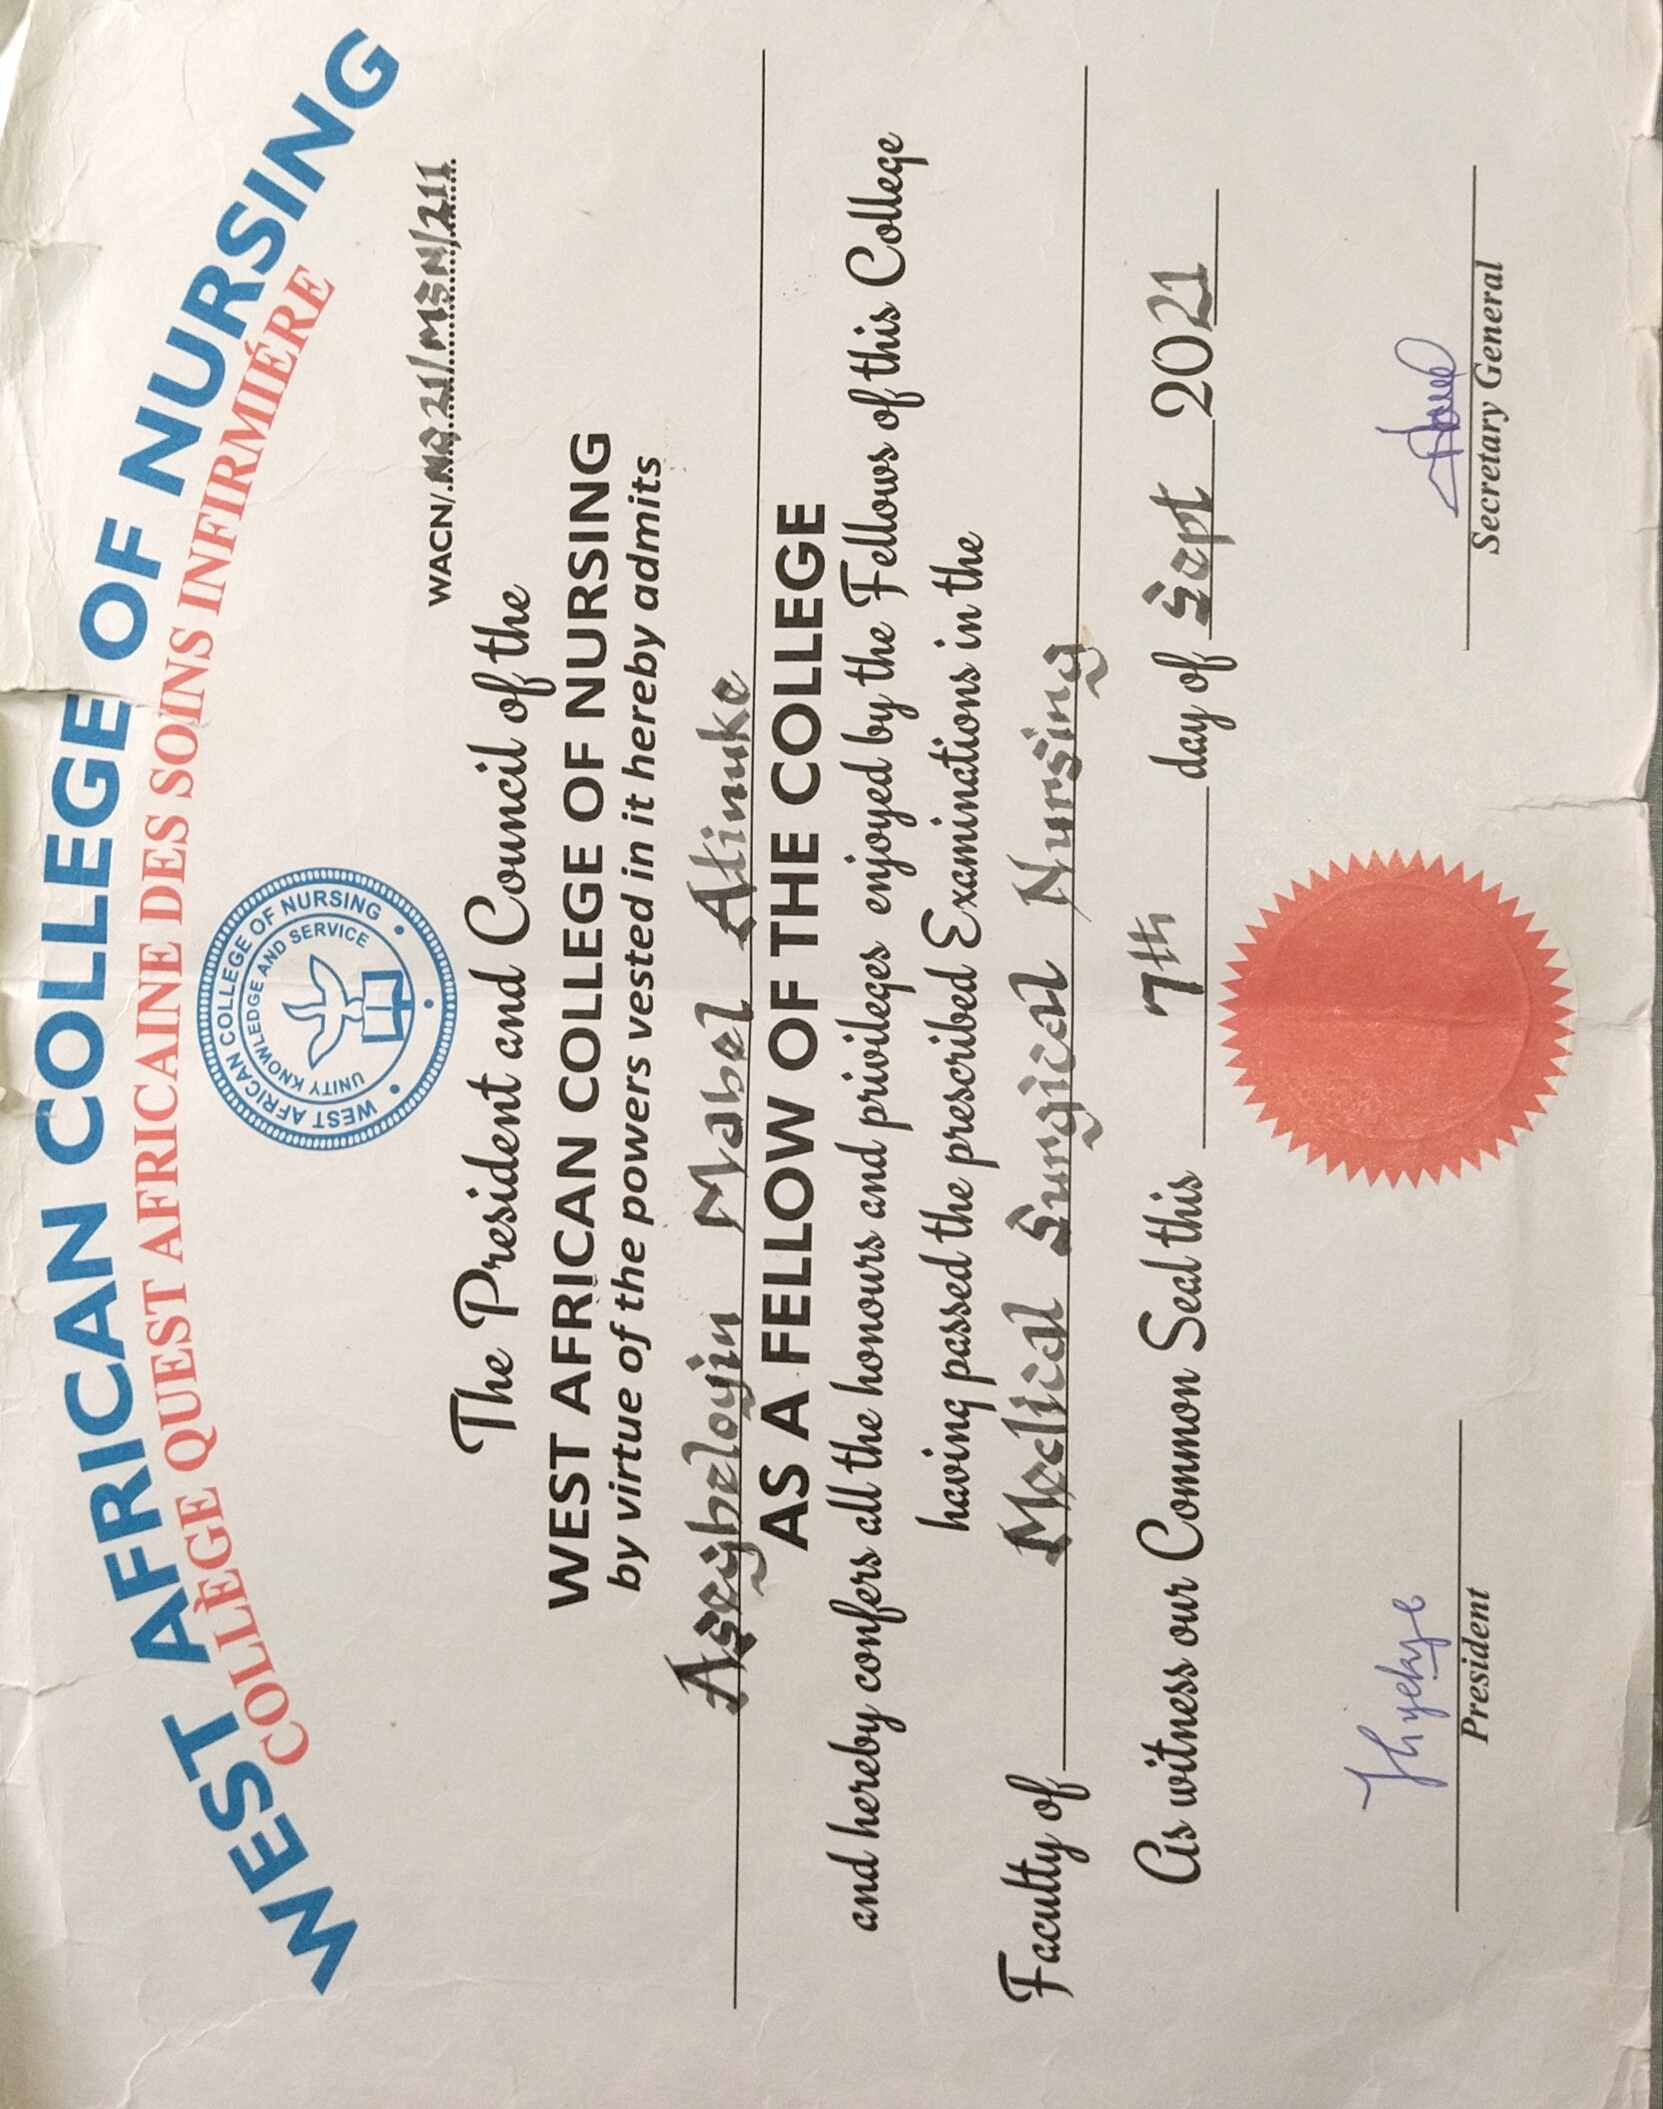 WEST AFRICAN COLLEGE OF NURSING
COLLÈGE QUEST AFRICAINE DES SOINS INFIRMIÉRE
WEST AFRICAN COLLEGE OF NURSING
UNITY KNOWLEDGE AND SERVICE
WACN/NG21/MSN/211
The President and Council of the
WEST AFRICAN COLLEGE OF NURSING
by virtue of the powers vested in it hereby admits
Asegbeloyin Mabel Atinuke
AS A FELLOW OF THE COLLEGE
and hereby confers all the honours and privileges enjoyed by the Fellows of this College
having passed the prescribed Examinations in the
Faculty of Medical Surgical Nursing
As witness our Common Seal this 7th day of Sept 2021
President
Secretary General